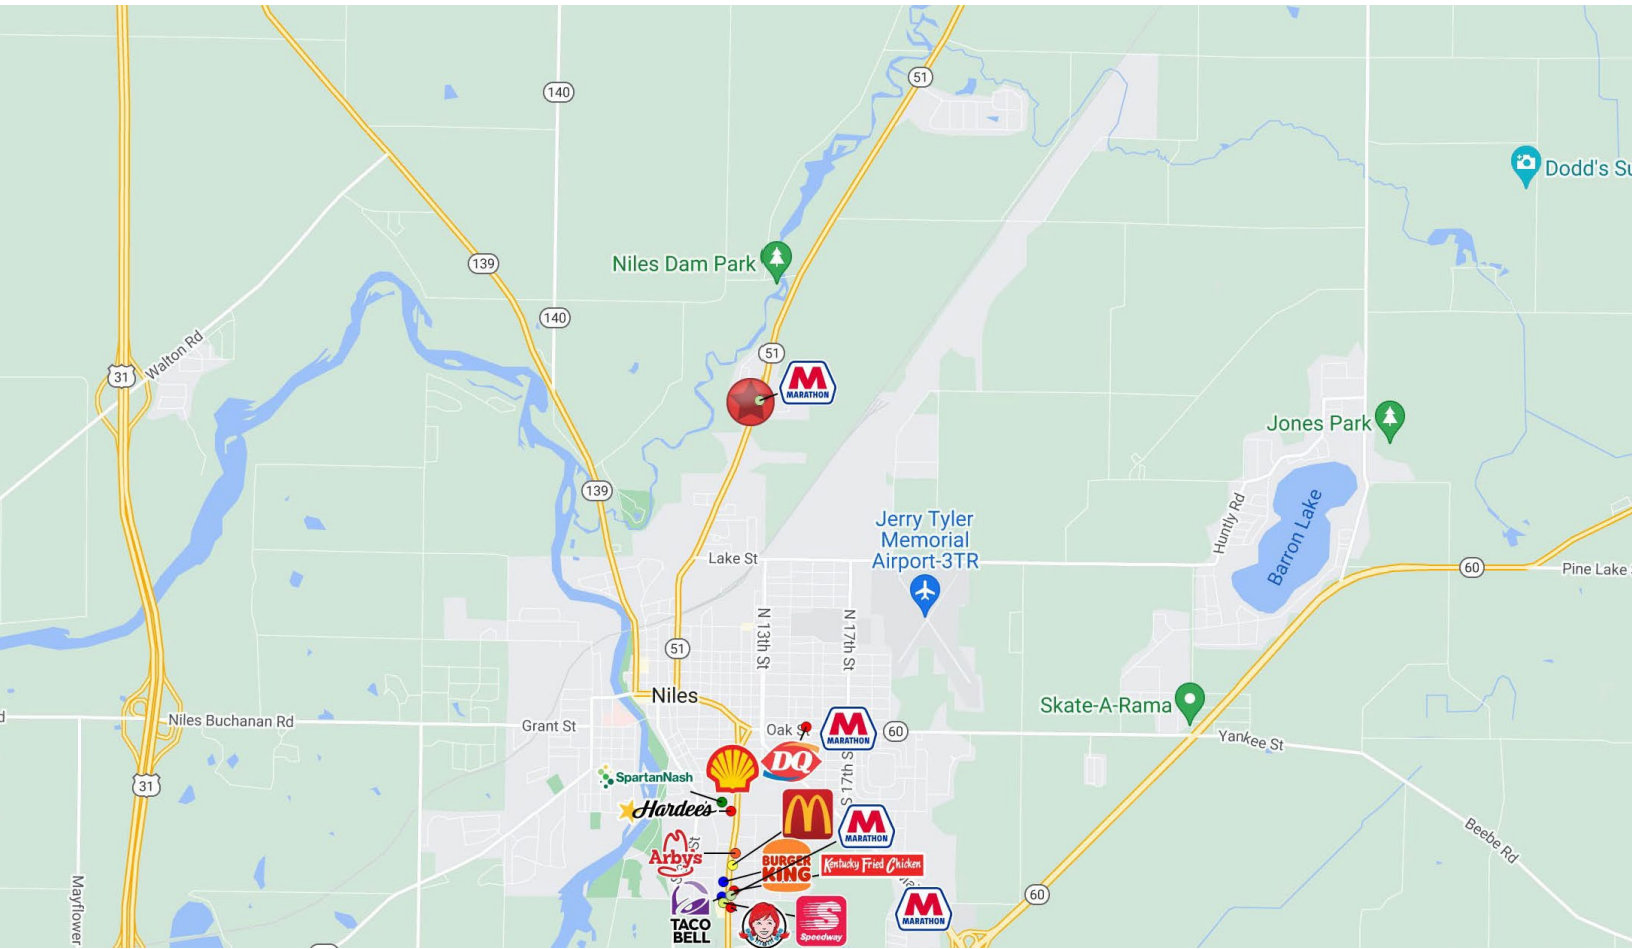 51
140
Dodd's Su
Niles Dam Park
139
140
51
Walton Rd
31
M
MARATHON
Jones Park
139
Huntly Rd
Barron Lake
Jerry Tyler
Memorial
Airport-3TR
Lake St
60
Pine Lake
N 13th St
N 17th St
51
Niles
Skate-A-Rama
Niles Buchanan Rd
Grant St
Oak St
M
MARATHON
60
Yankee St
DQ
31
SpartanNash
S 17th S
Hardee's
M
MARATHON
Beebe Rd
Arby's
BURGER
KING
Kentucky Fried Chicken
Mayflower
60
TACO
BELL
S
Speedway
M
MARATHON